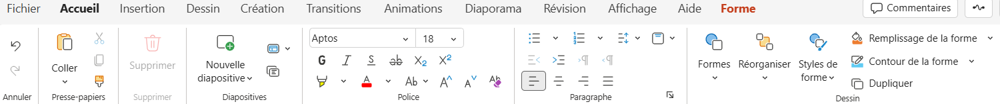 Fichier Accueil Insertion Dessin Création Transitions Animations Diaporama Révision Affichage Aide Forme Commentaires
Aptos 18
Remplissage de la forme
Coller Supprimer Nouvelle diapositive
G I S ab X2 X2
Formes Réorganiser Styles de forme
Contour de la forme
A Ab A A Ab
Dupliquer
Annuler Presse-papiers Supprimer Diapositives Police Paragraphe Dessin